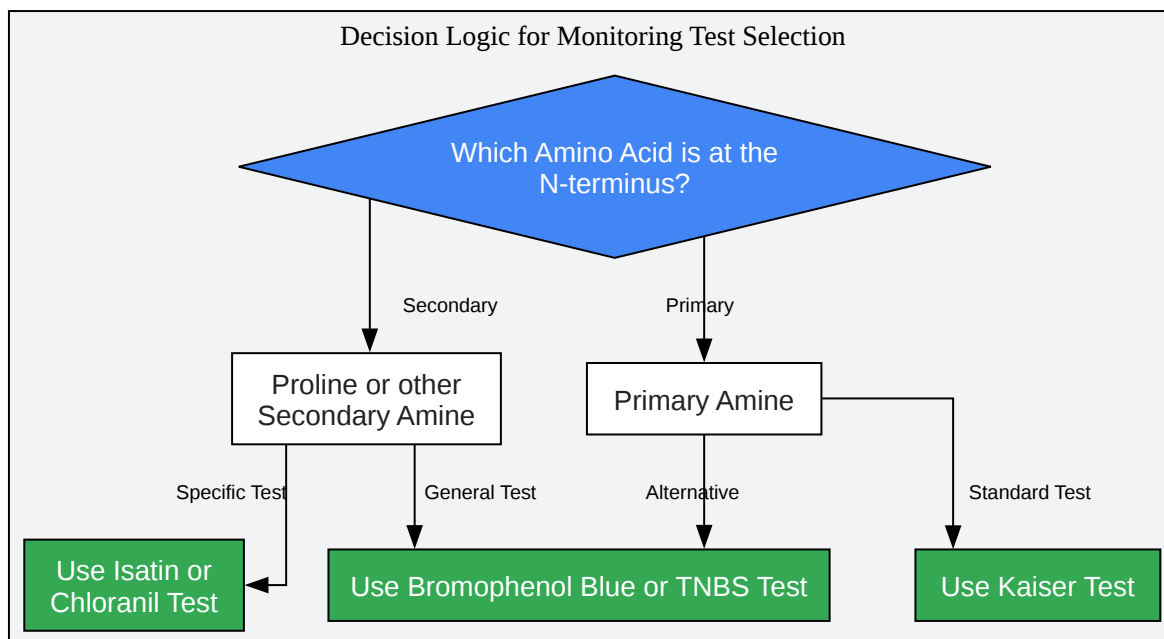 Decision Logic for Monitoring Test Selection
Which Amino Acid is at the
N-terminus?
Secondary
Primary
Proline or other
Secondary Amine
Primary Amine
Specific Test
General Test
Alternative
Standard Test
Use Isatin or
Chloranil Test
Use Bromophenol Blue or TNBS Test
Use Kaiser Test